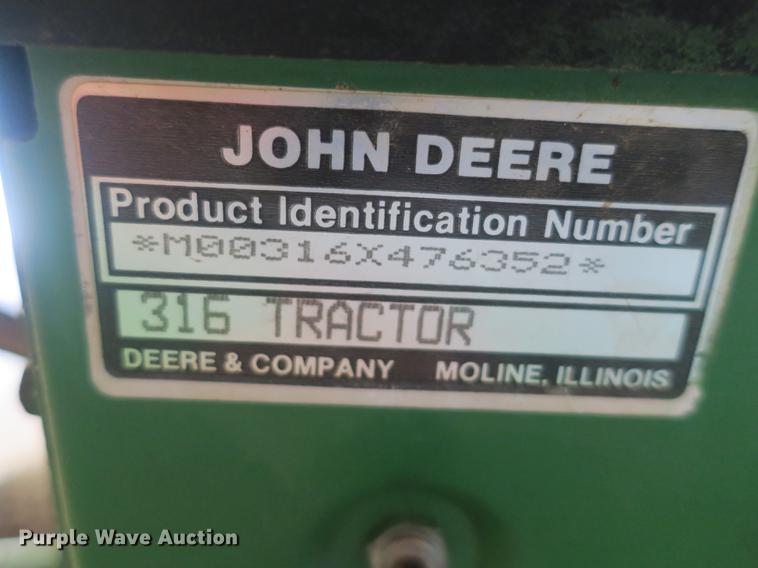 JOHN DEERE
Product Identification Number
*M00316X476352*
316 TRACTOR
DEERE & COMPANY MOLINE, ILLINOIS
Purple Wave Auction